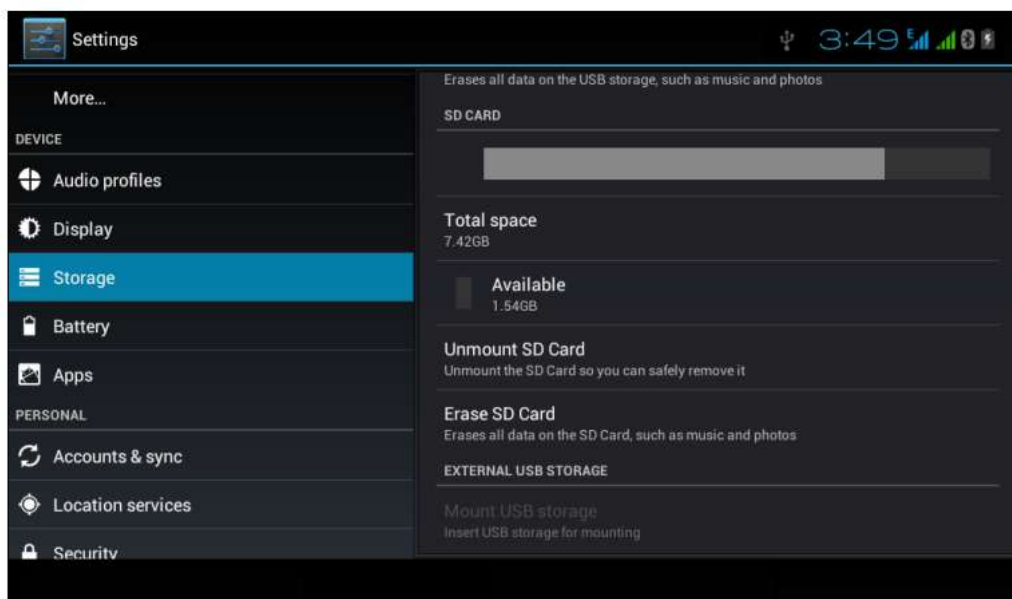 Settings
3:49
E
More...
DEVICE
Audio profiles
Display
Storage
Battery
Apps
PERSONAL
Accounts & sync
Location services
Security
Erases all data on the USB storage, such as music and photos
SD CARD
Total space
7.42GB
Available
1.54GB
Unmount SD Card
Unmount the SD Card so you can safely remove it
Erase SD Card
Erases all data on the SD Card, such as music and photos
EXTERNAL USB STORAGE
Mount USB storage
Insert USB storage for mounting